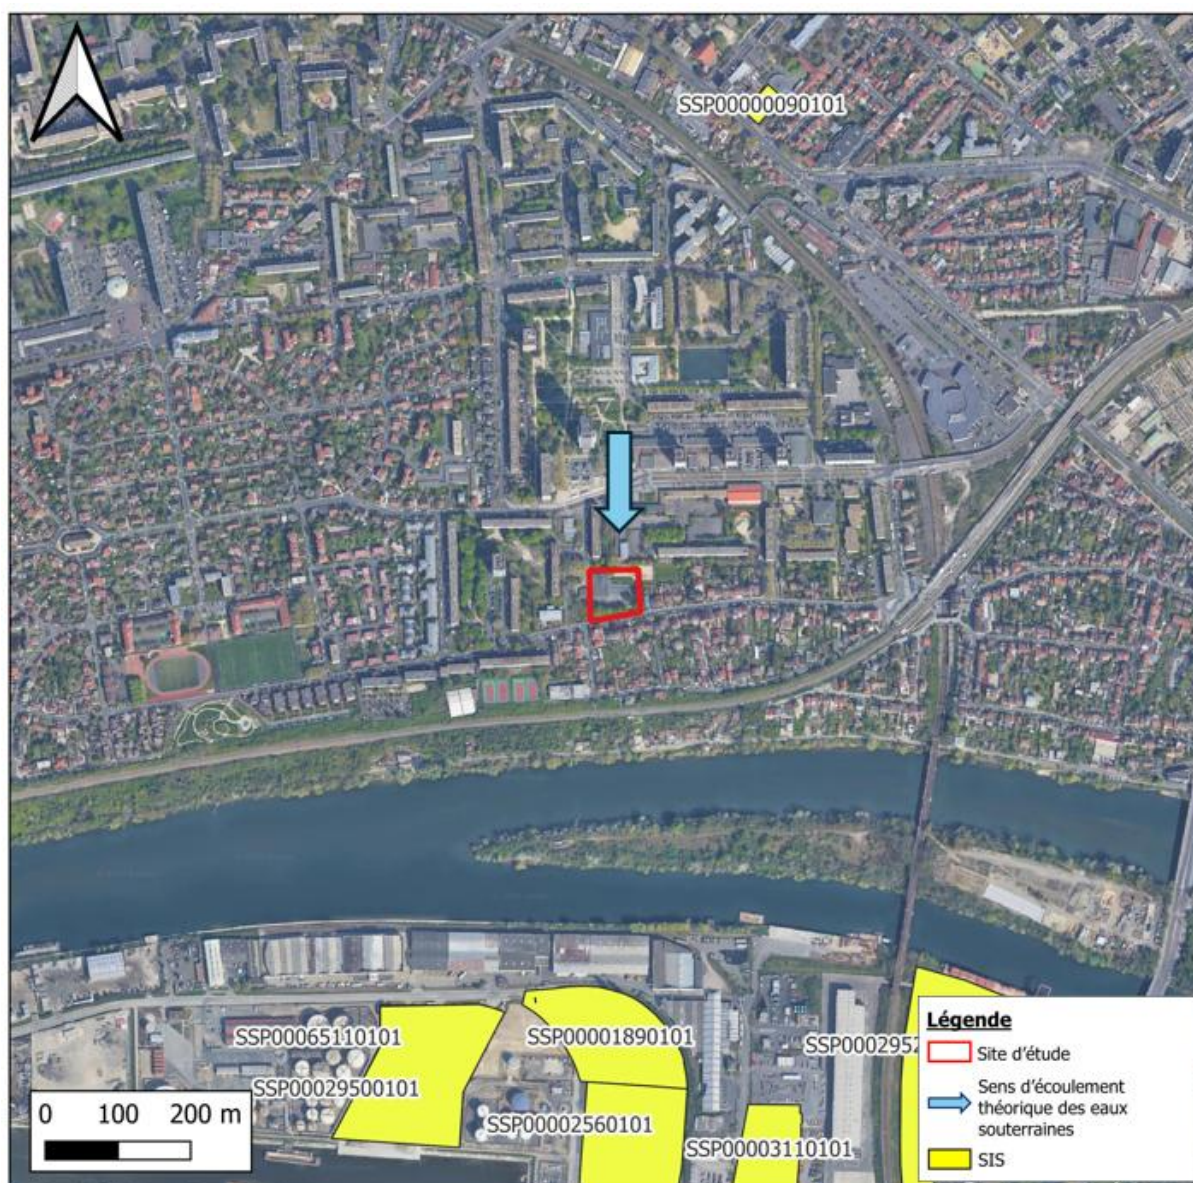 SSP00000090101
SSP00065110101
SSP00001890101
SSP0002952
SSP00029500101
SSP00002560101
SSP00003110101
0 100 200 m
Légende
Site d'étude
Sens d'écoulement
théorique des eaux
souterraines
SIS